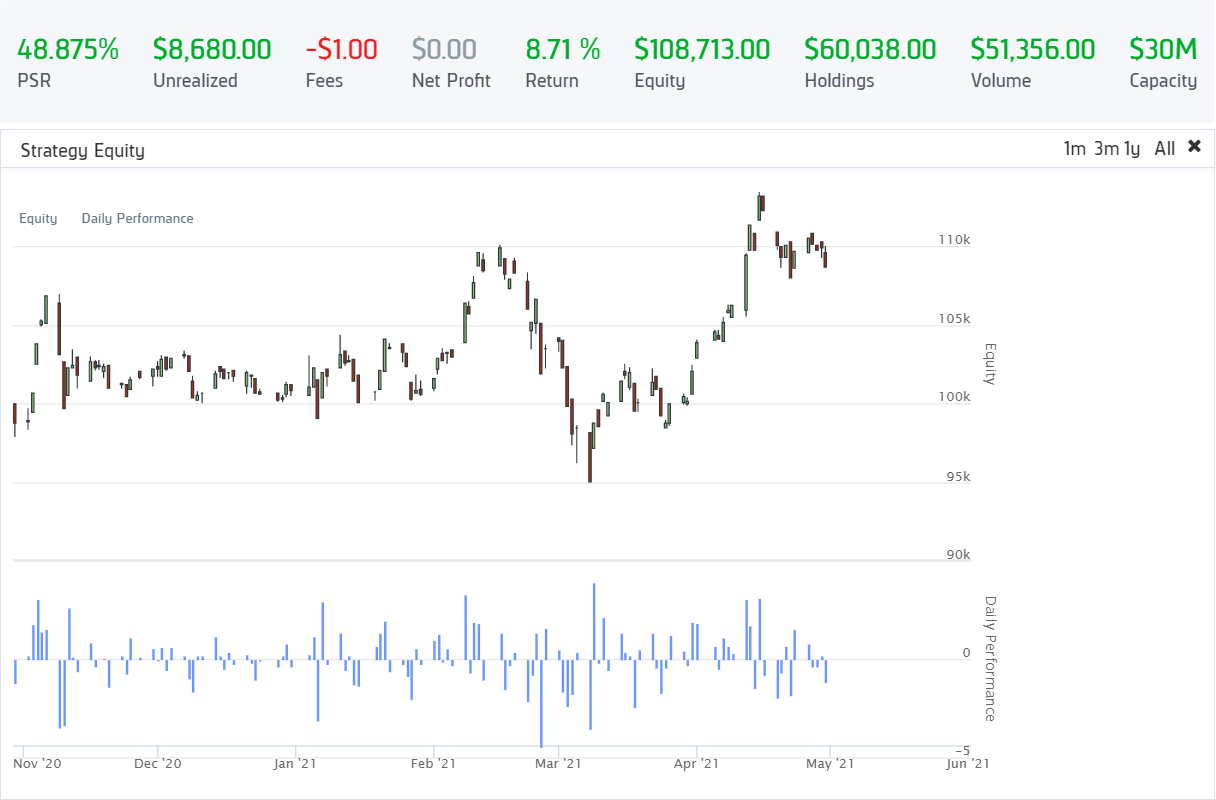 48.875% $8,680.00 -$1.00 $0.00 8.71 % $108,713.00 $60,038.00 $51,356.00 $30M
PSR Unrealized Fees Net Profit Return Equity Holdings Volume Capacity
Strategy Equity 1m 3m 1y All ✖
Equity Daily Performance
110k
105k
Equity
100k
95k
90k
Daily Performance
0
−5
Nov '20 Dec '20 Jan '21 Feb '21 Mar '21 Apr '21 May '21 Jun '21